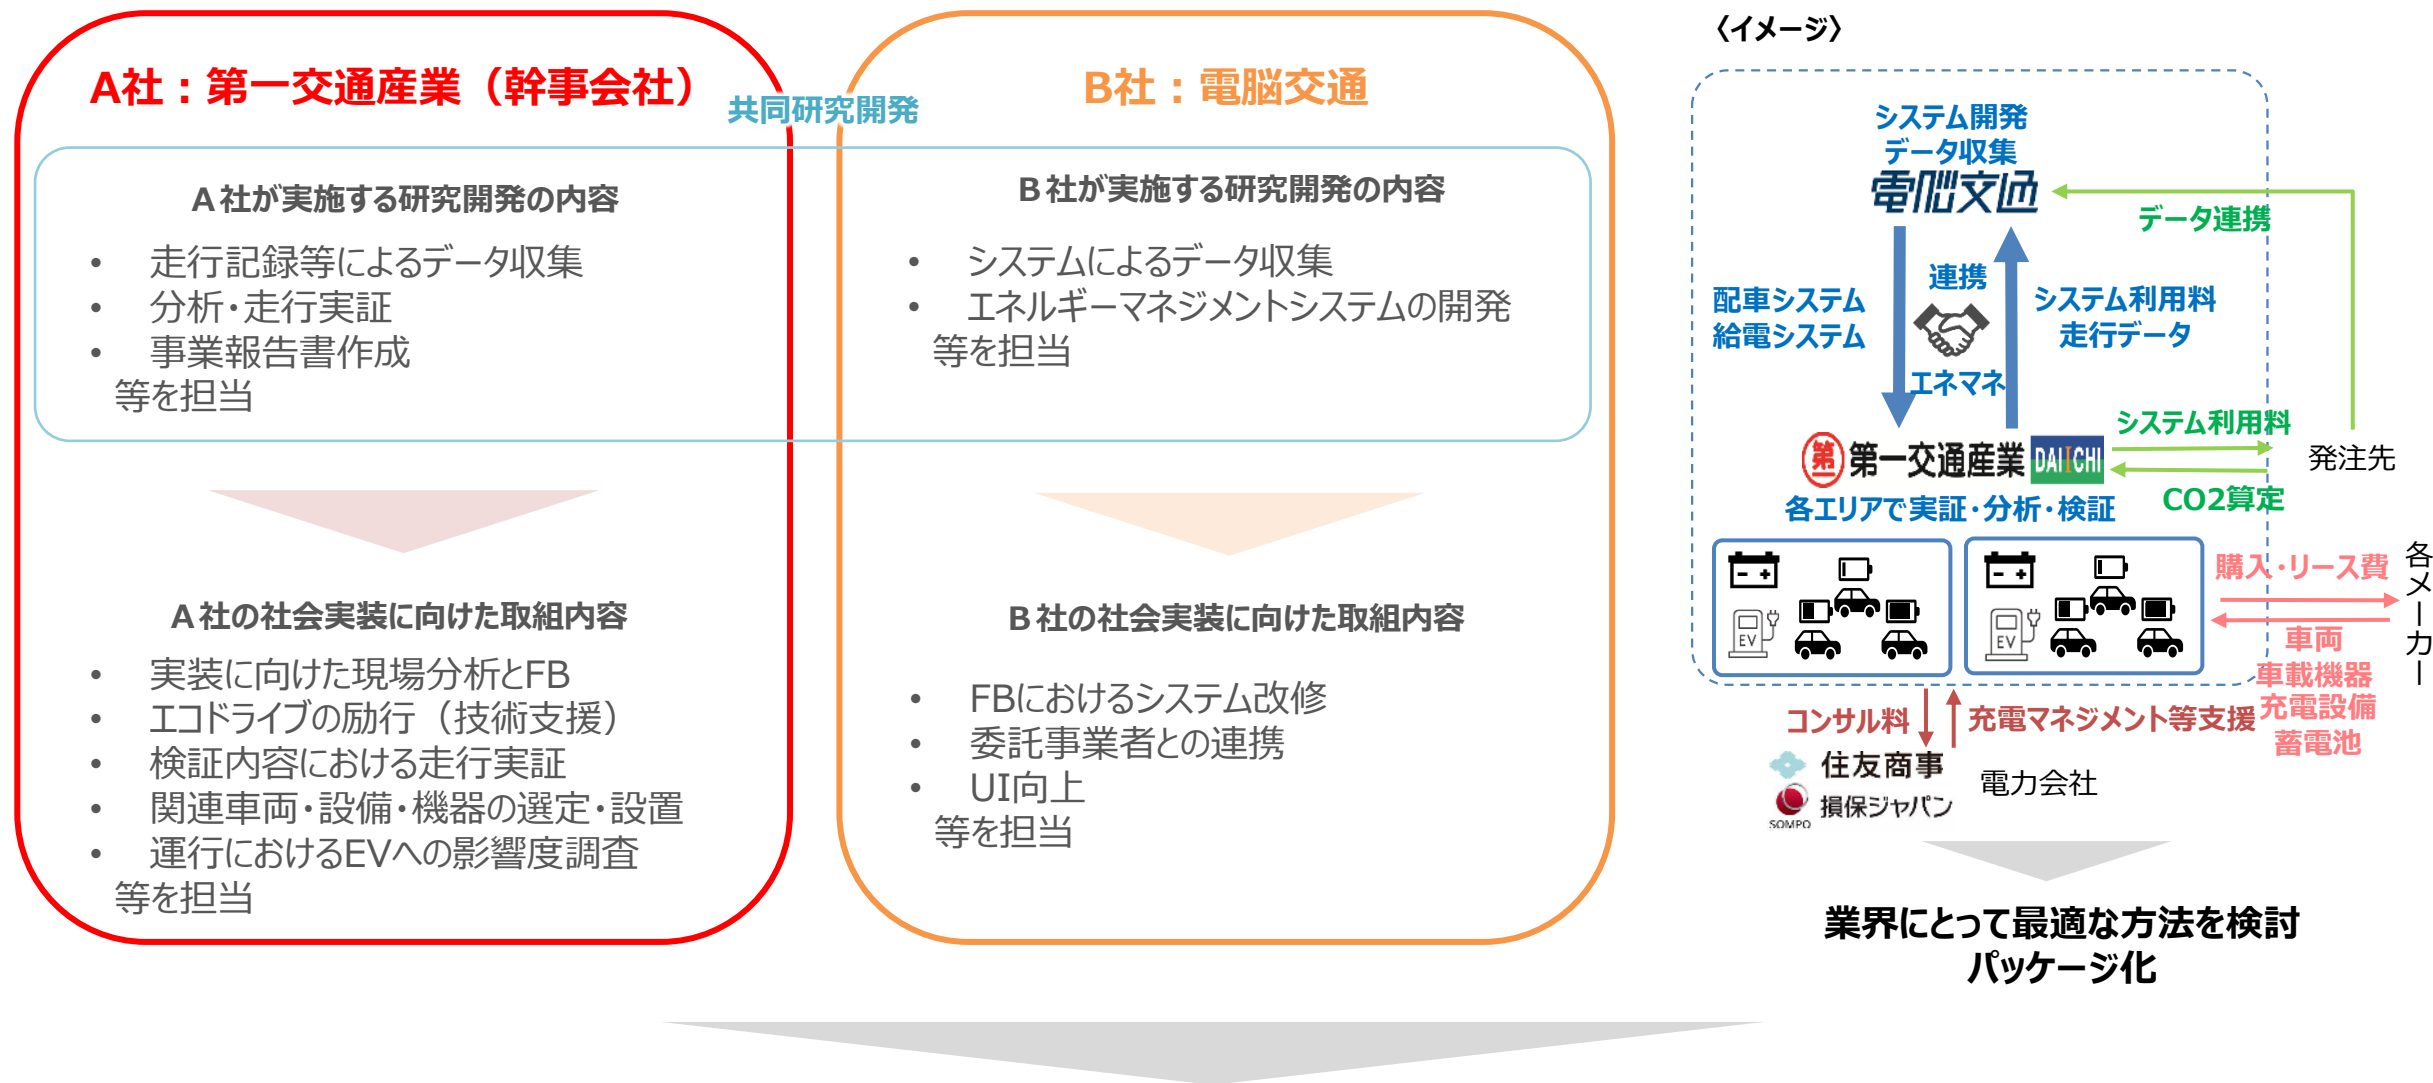 A社：第一交通産業（幹事会社）
共同研究開発
A社が実施する研究開発の内容
• 走行記録等によるデータ収集
• 分析・走行実証
• 事業報告書作成
等を担当
A社の社会実装に向けた取組内容
• 実装に向けた現場分析とFB
• エコドライブの励行（技術支援）
• 検証内容における走行実証
• 関連車両・設備・機器の選定・設置
• 運行におけるEVへの影響度調査
等を担当
B社：電脳交通
B社が実施する研究開発の内容
• システムによるデータ収集
• エネルギーマネジメントシステムの開発
等を担当
B社の社会実装に向けた取組内容
• FBにおけるシステム改修
• 委託事業者との連携
• UI向上
等を担当
〈イメージ〉
システム開発
データ収集
電脳交通
データ連携
連携
配車システム
給電システム
システム利用料
走行データ
エネマネ
システム利用料
第一 第一交通産業 DAIICHI
発注先
CO2算定
各エリアで実証・分析・検証
EV
EV
購入・リース費
各メーカー
車両
車載機器
充電設備
蓄電池
コンサル料
充電マネジメント等支援
住友商事
電力会社
SOMPO 損保ジャパン
業界にとって最適な方法を検討
パッケージ化